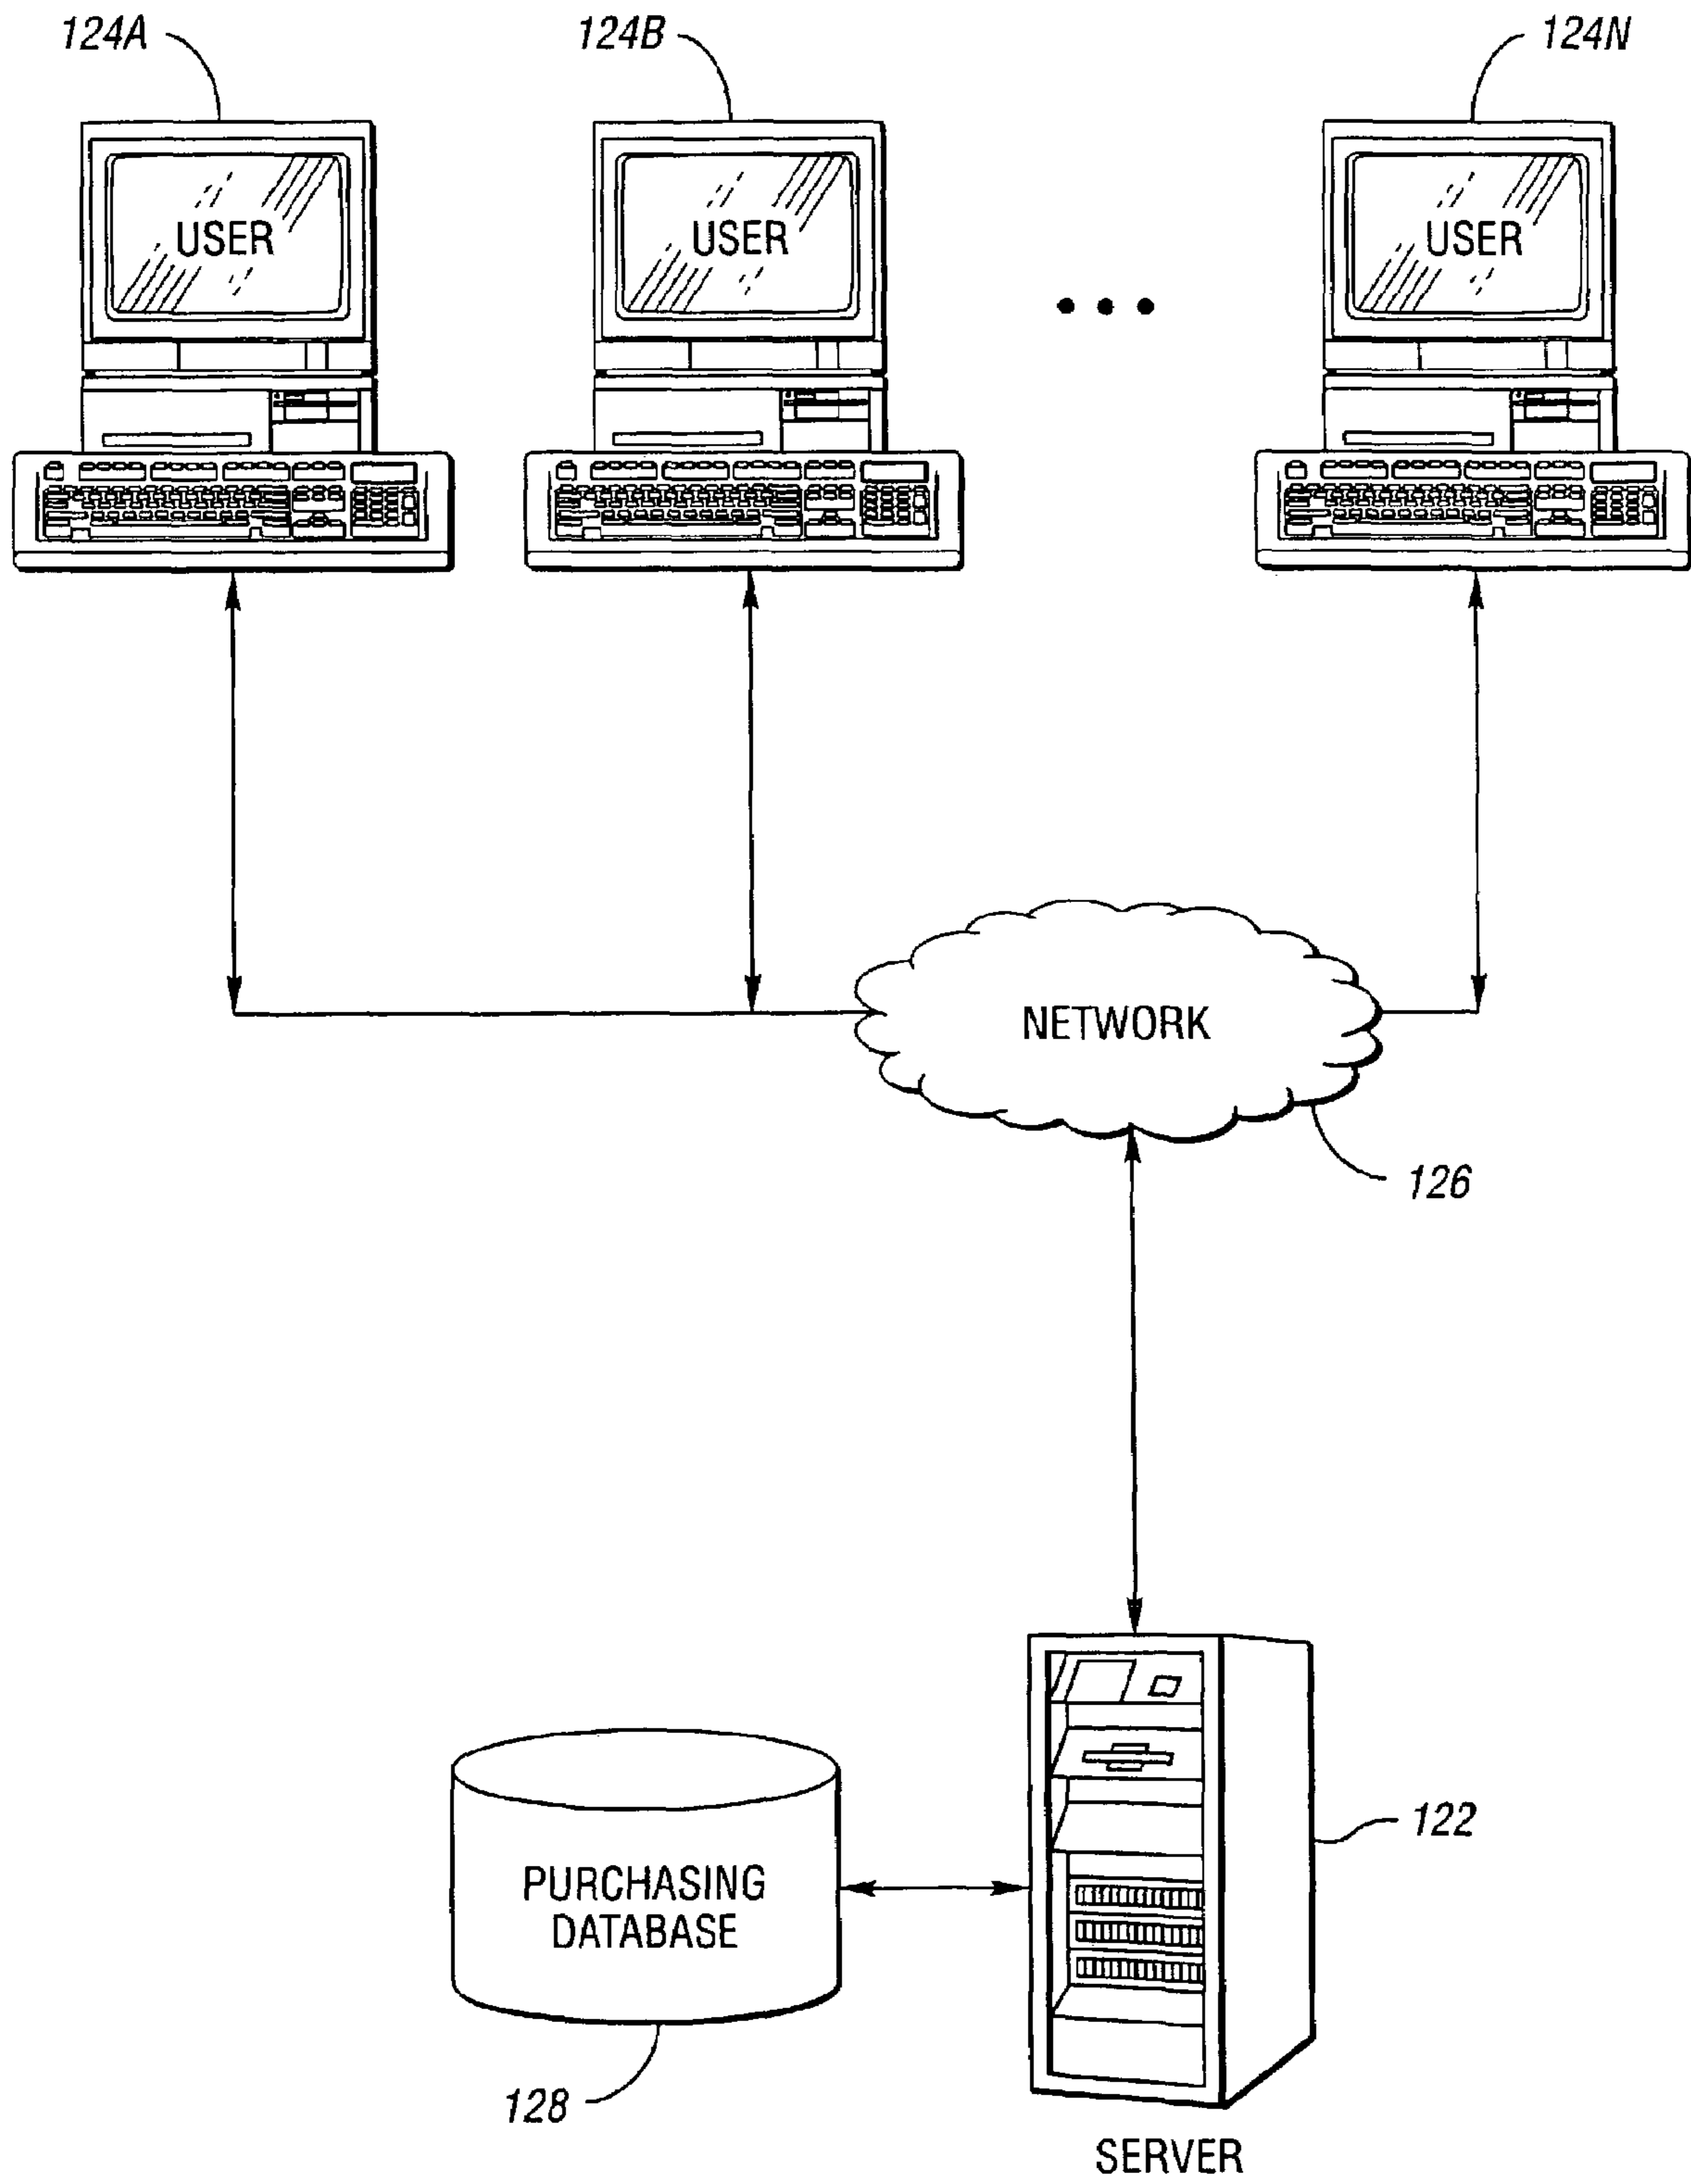 124A
124B
124N
USER
USER
USER
NETWORK
126
122
PURCHASING
DATABASE
128
SERVER